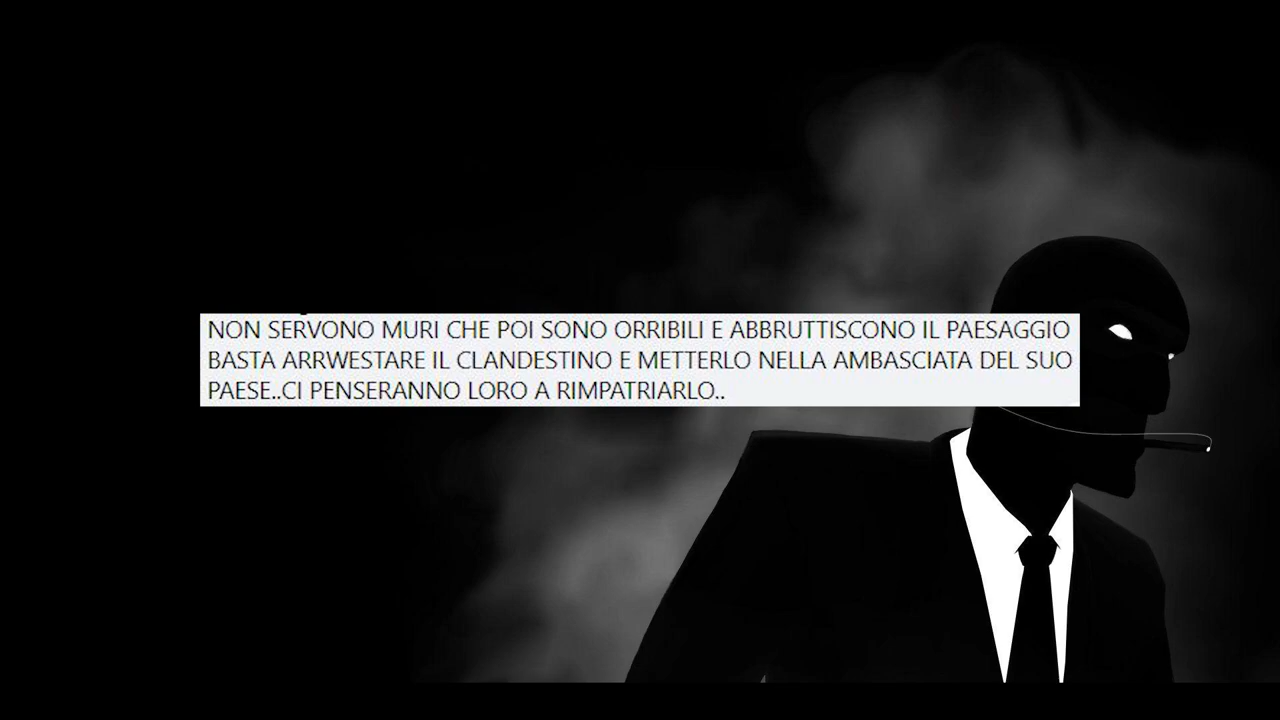 NON SERVONO MURI CHE POI SONO ORRIBILI E ABBRUTTISCONO IL PAESAGGIO
BASTA ARRWESTARE IL CLANDESTINO E METTERLO NELLA AMBASCIATA DEL SUO
PAESE..CI PENSERANNO LORO A RIMPATRIARLO..